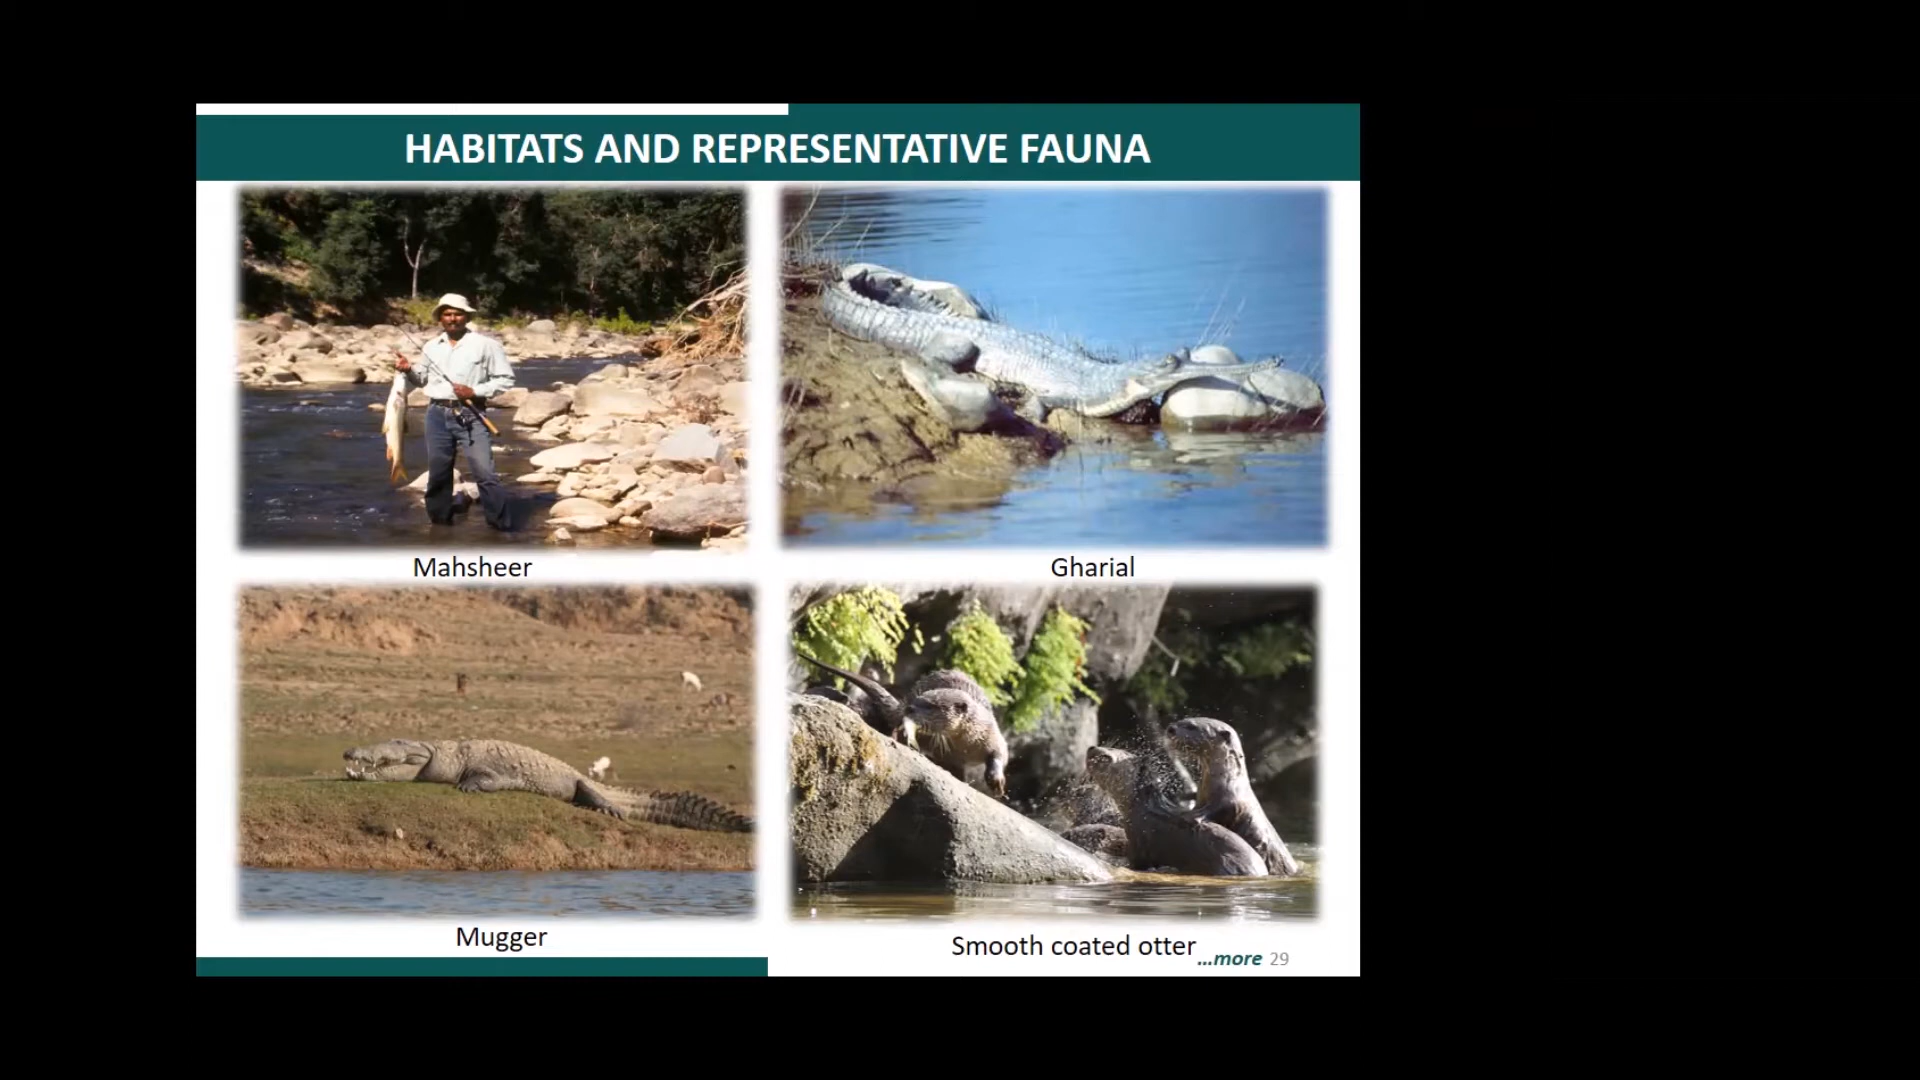 HABITATS AND REPRESENTATIVE FAUNA
Mahsheer
Gharial
Mugger
Smooth coated otter
...more 29